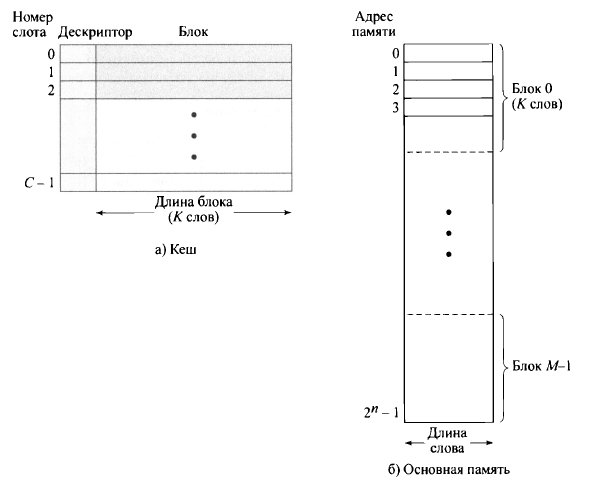 Номер
слота Дескриптор Блок
0
1
2
C – 1
Длина блока
(K слов)
а) Кеш
Адрес
памяти
0
1
2
3
Блок 0
(K слов)
Блок M–1
2ⁿ – 1
Длина
слова
б) Основная память